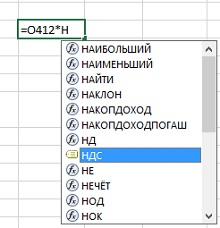 =O412*Н
НАИБОЛЬШИЙ
НАИМЕНЬШИЙ
НАЙТИ
НАКЛОН
НАКОПДОХОД
НАКОПДОХОДПОГАШ
НД
НДС
НЕ
НЕЧЁТ
НОД
НОК